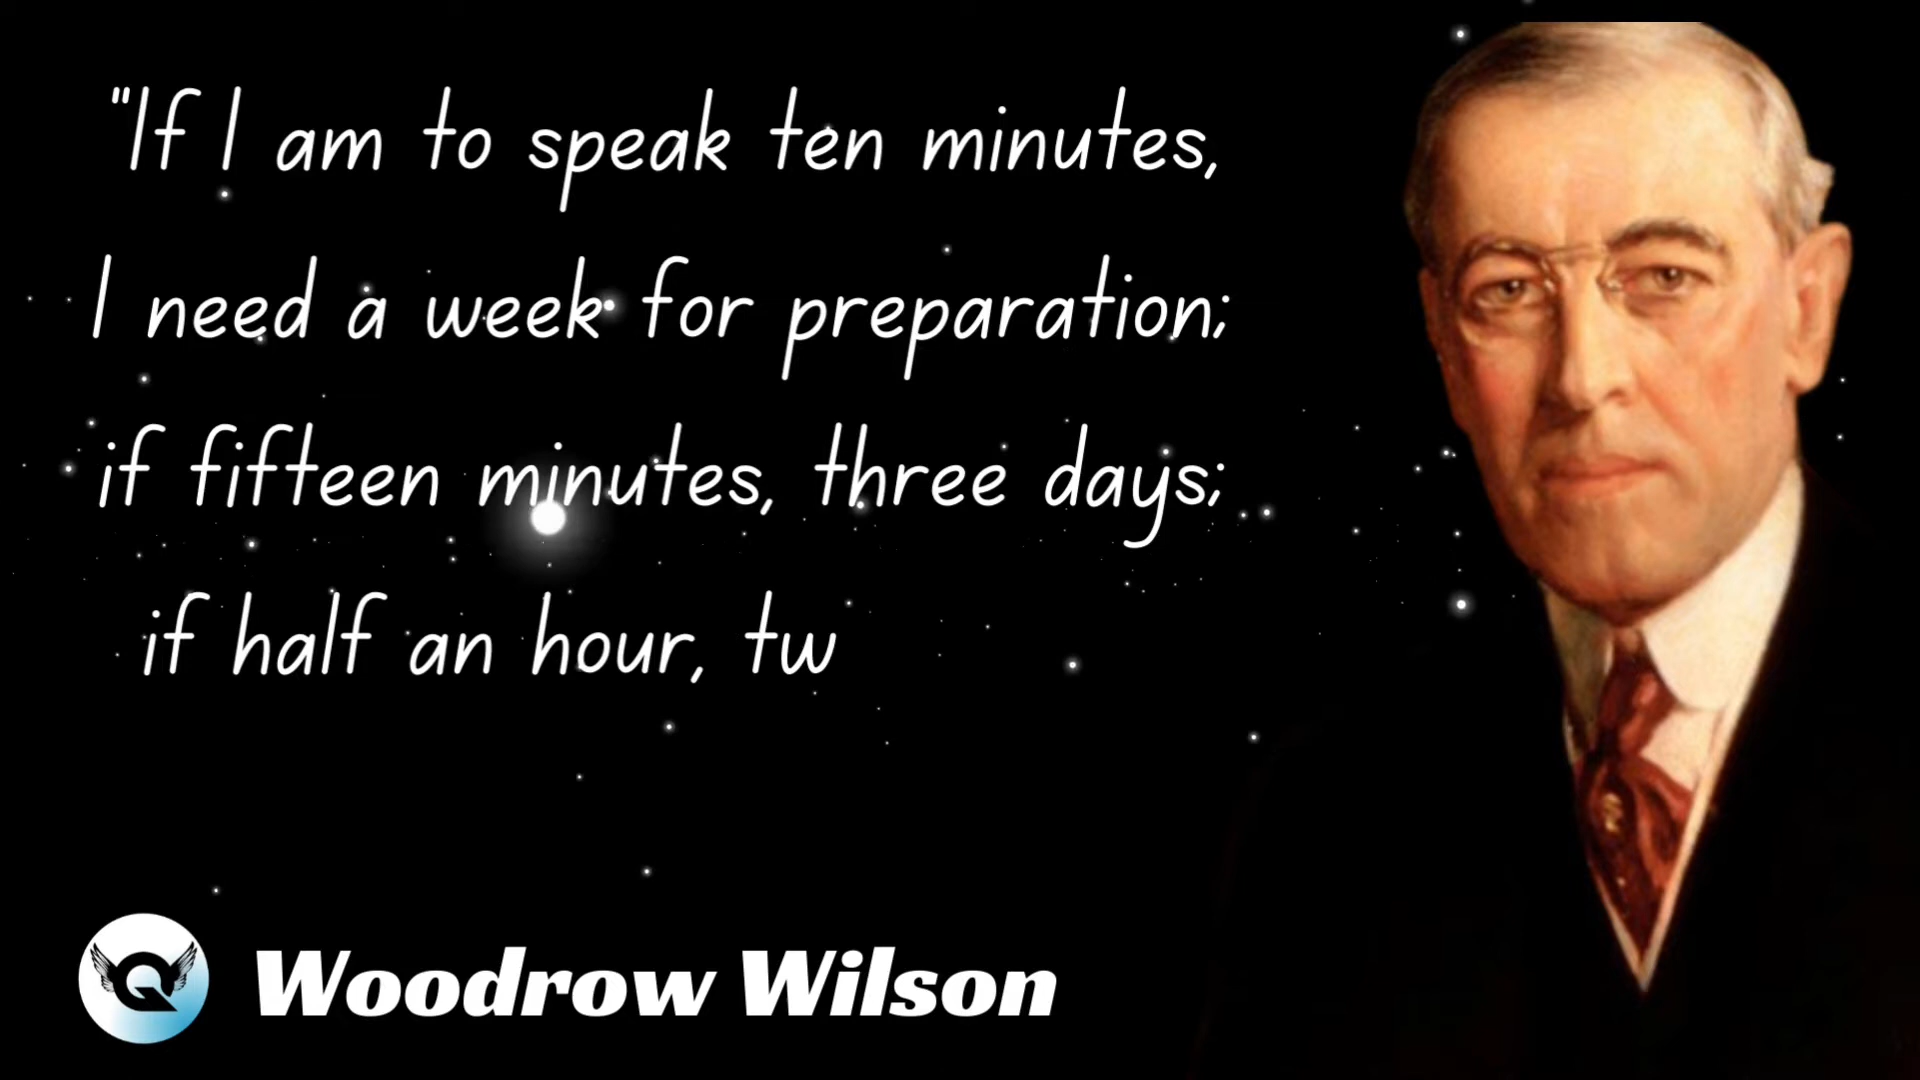 "If I am to speak ten minutes,
I need a week for preparation;
if fifteen minutes, three days;
if half an hour, tw
Q
Woodrow Wilson